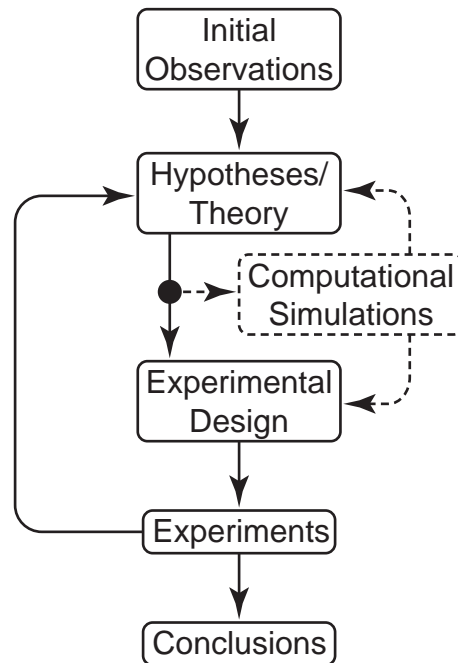 Initial
Observations
Hypotheses/
Theory
Computational
Simulations
Experimental
Design
Experiments
Conclusions